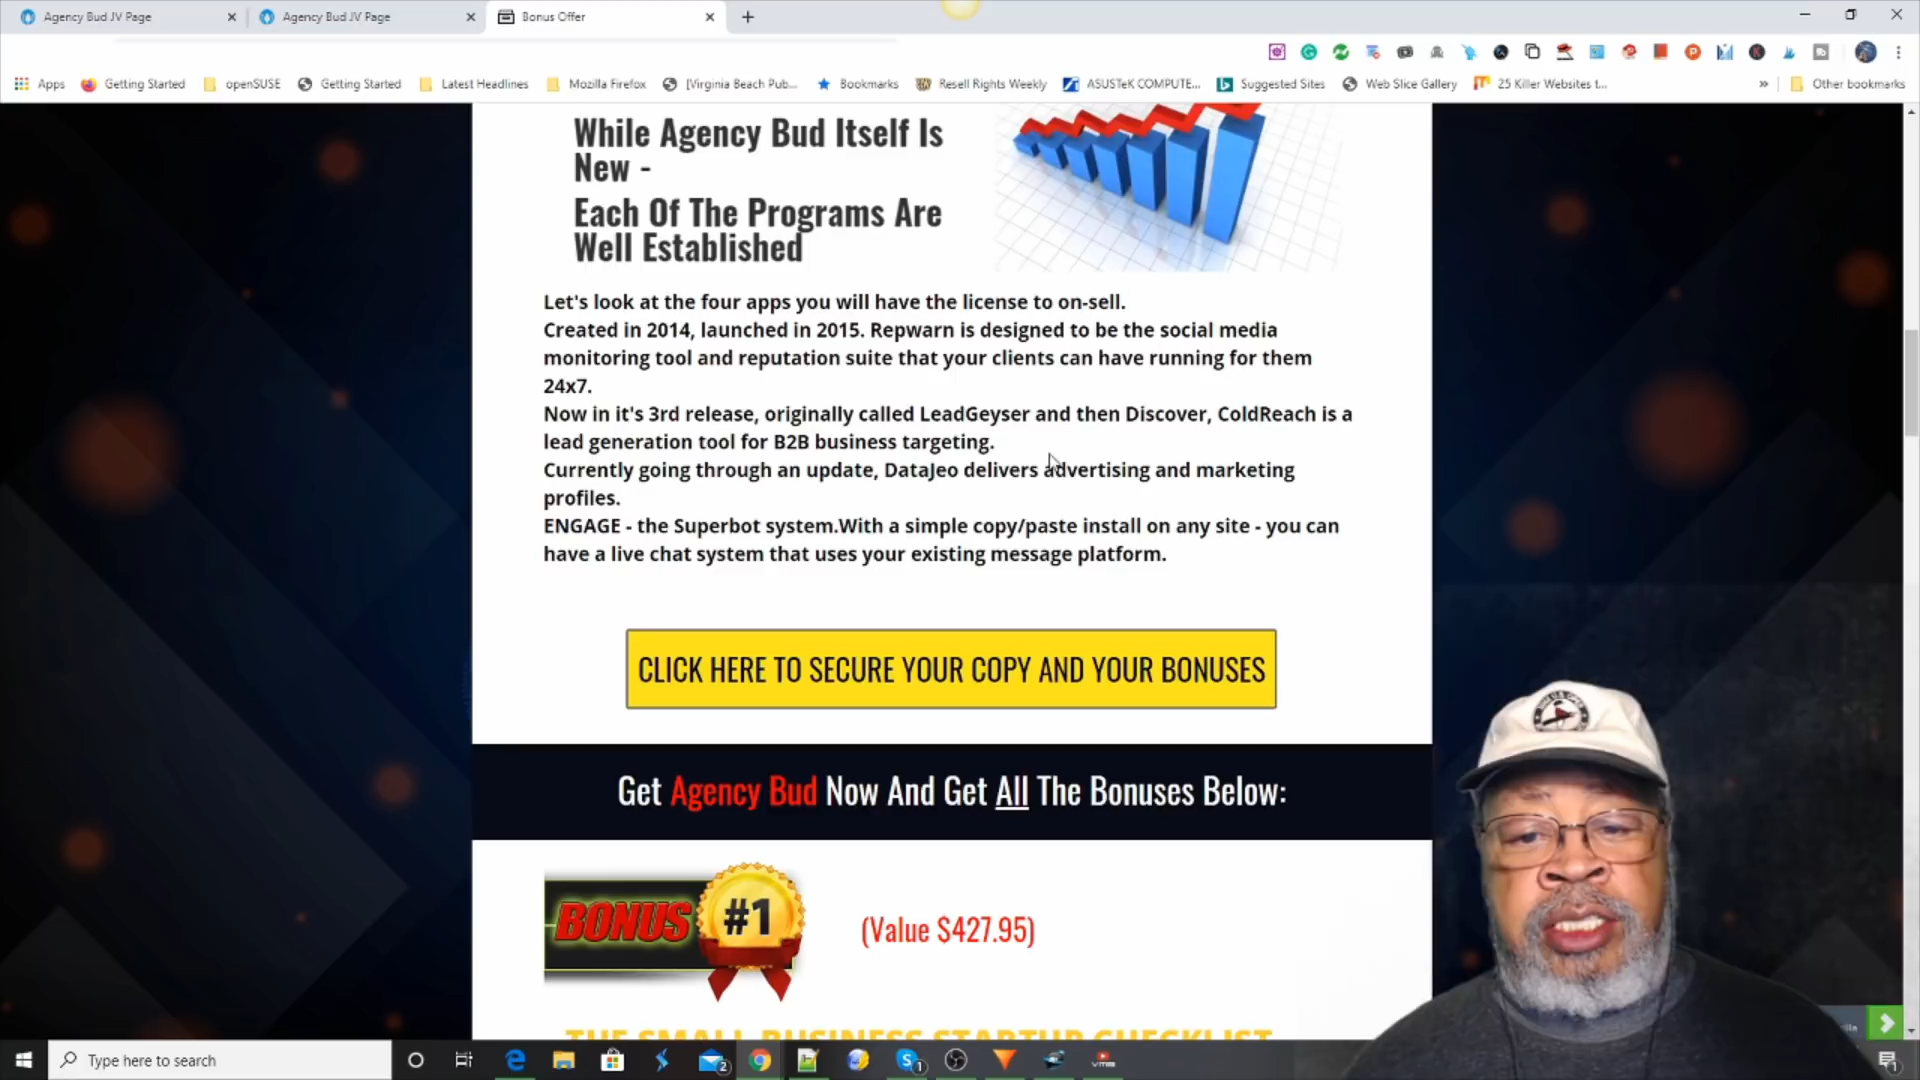 Agency Bud JV Page
Agency Bud JV Page
Bonus Offer
Apps
Getting Started
openSUSE
Getting Started
Latest Headlines
Mozilla Firefox
[Virginia Beach Pub...
Bookmarks
Resell Rights Weekly
ASUSTeK COMPUTE...
Suggested Sites
Web Slice Gallery
25 Killer Websites t...
Other bookmarks
While Agency Bud Itself Is
New -
Each Of The Programs Are
Well Established
Let's look at the four apps you will have the license to on-sell.
Created in 2014, launched in 2015. Repwarn is designed to be the social media
monitoring tool and reputation suite that your clients can have running for them
24x7.
Now in it's 3rd release, originally called LeadGeyser and then Discover, ColdReach is a
lead generation tool for B2B business targeting.
Currently going through an update, DataJeo delivers advertising and marketing
profiles.
ENGAGE - the Superbot system.With a simple copy/paste install on any site - you can
have a live chat system that uses your existing message platform.
CLICK HERE TO SECURE YOUR COPY AND YOUR BONUSES
Get Agency Bud Now And Get All The Bonuses Below:
BONUS #1
(Value $427.95)
THE SMALL BUSINESS STARTUP CHECKLIST
Type here to search